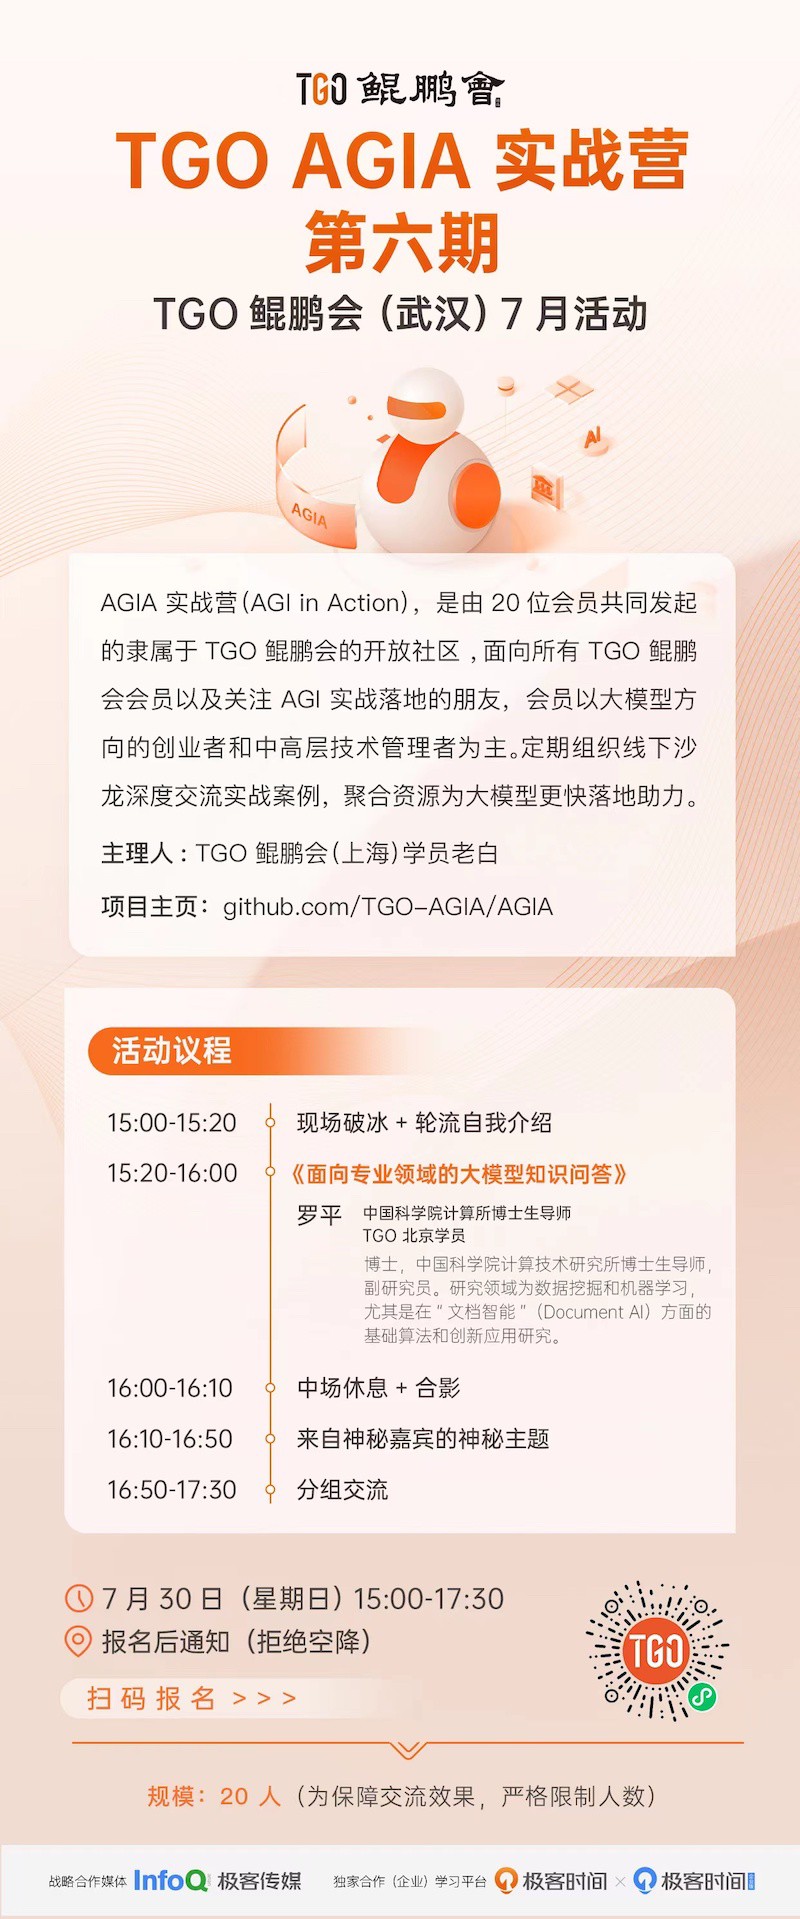 TGO 鲲鹏會
TGO AGIA 实战营
第六期
TGO 鲲鹏会（武汉）7 月活动
AI
AGIA
AGIA 实战营（AGI in Action），是由 20 位会员共同发起
的隶属于 TGO 鲲鹏会的开放社区，面向所有 TGO 鲲鹏
会会员以及关注 AGI 实战落地的朋友，会员以大模型方
向的创业者和中高层技术管理者为主。定期组织线下沙
龙深度交流实战案例，聚合资源为大模型更快落地助力。
主理人：TGO 鲲鹏会（上海）学员老白
项目主页：github.com/TGO-AGIA/AGIA
活动议程
15:00-15:20 现场破冰 + 轮流自我介绍
15:20-16:00 《面向专业领域的大模型知识问答》
罗平 中国科学院计算所博士生导师
TGO 北京学员
博士，中国科学院计算技术研究所博士生导师，
副研究员。研究领域为数据挖掘和机器学习，
尤其是在“文档智能”（Document AI）方面的
基础算法和创新应用研究。
16:00-16:10 中场休息 + 合影
16:10-16:50 来自神秘嘉宾的神秘主题
16:50-17:30 分组交流
7 月 30 日（星期日）15:00-17:30
报名后通知（拒绝空降）
TGO
扫码报名 > > >
规模：20 人（为保障交流效果，严格限制人数）
战略合作媒体 InfoQ 极客传媒 独家合作（企业）学习平台 极客时间 × 极客时间